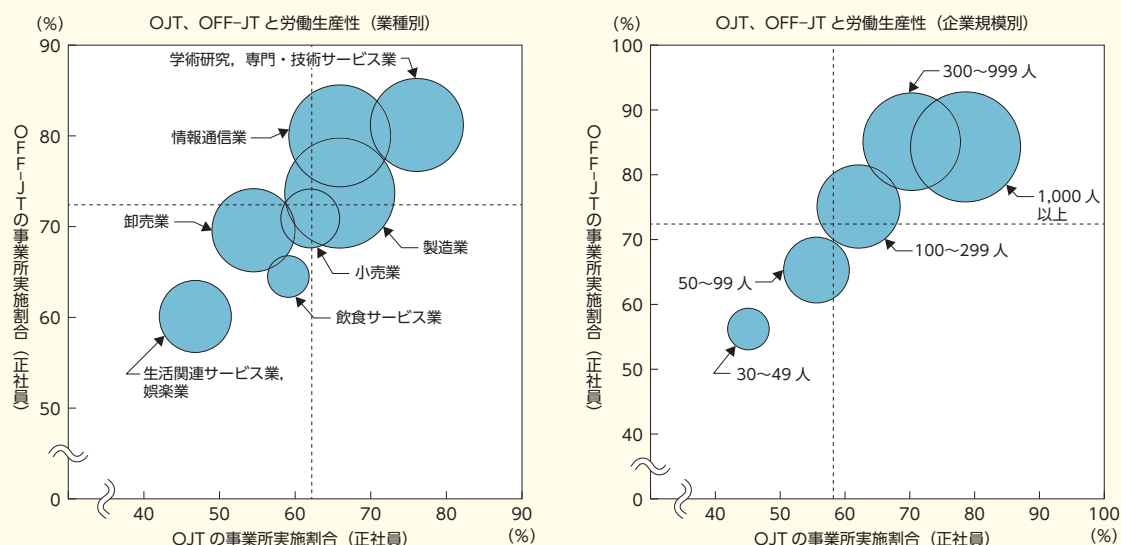 OJT、OFF−JT と労働生産性（業種別）
(％)
90
80
70
60
50
0
OFF−JTの事業所実施割合（正社員）
学術研究，専門・技術サービス業
情報通信業
卸売業
製造業
小売業
飲食サービス業
生活関連サービス業，
娯楽業
40
50
60
70
80
90
(％)
OJT の事業所実施割合（正社員）
OJT、OFF−JT と労働生産性（企業規模別）
(％)
100
90
80
70
60
50
40
0
OFF−JTの事業所実施割合（正社員）
300〜999 人
1,000 人
以上
100〜299 人
50〜99 人
30〜49 人
40
50
60
70
80
90
100
(％)
OJT の事業所実施割合（正社員）